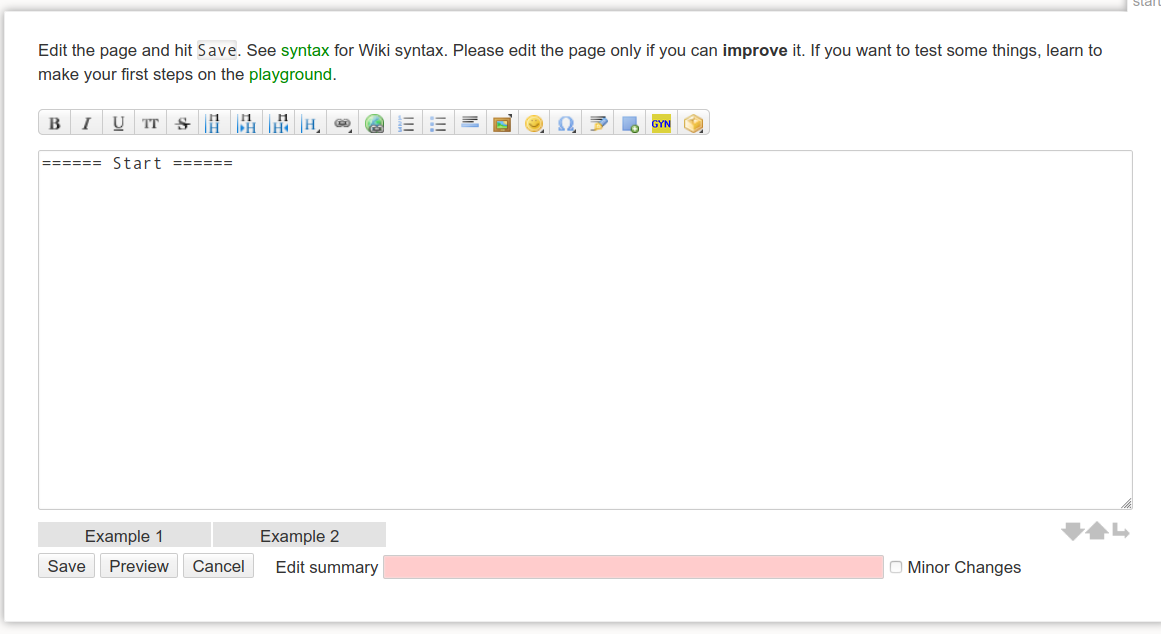 start
Edit the page and hit Save. See syntax for Wiki syntax. Please edit the page only if you can improve it. If you want to test some things, learn to
make your first steps on the playground.
B I U TT S H H H H Ω GYN
====== Start ======
Example 1 Example 2
Save Preview Cancel Edit summary Minor Changes